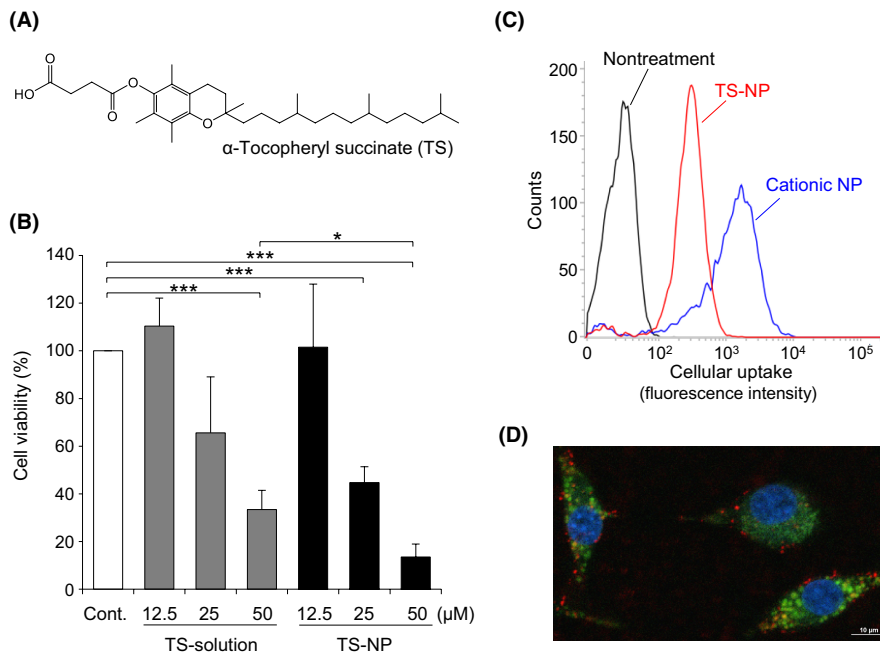 (A)
O
HO
O
O
O
α-Tocopheryl succinate (TS)
(B)
140
120
100
80
60
40
20
0
Cell viability (%)
*
***
***
***
Cont.
12.5 25 50 12.5 25 50 (μM)
TS-solution TS-NP
(C)
200
150
100
50
0
Counts
Nontreatment
TS-NP
Cationic NP
0 10² 10³ 10⁴ 10⁵
Cellular uptake
(fluorescence intensity)
(D)
10 μm